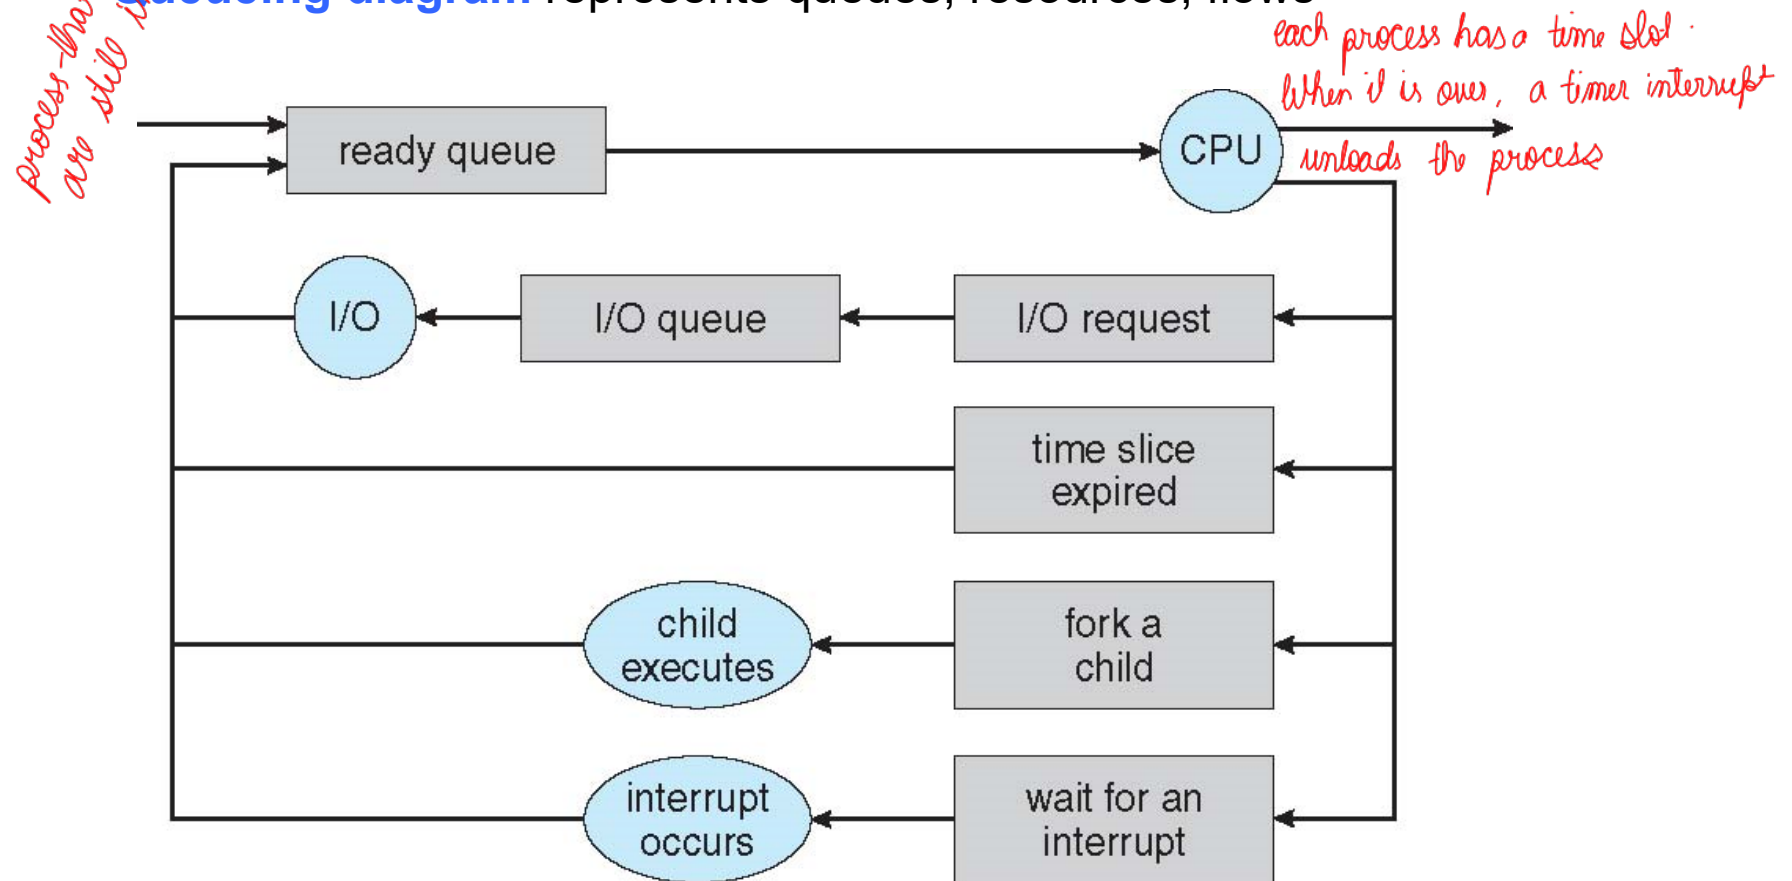 queueing diagram represents queues, resources, flows
process that
are still
each process has a time slot.
When it is over, a timer interrupt
unloads the process
ready queue
CPU
I/O
I/O queue
I/O request
time slice
expired
child
executes
fork a
child
interrupt
occurs
wait for an
interrupt